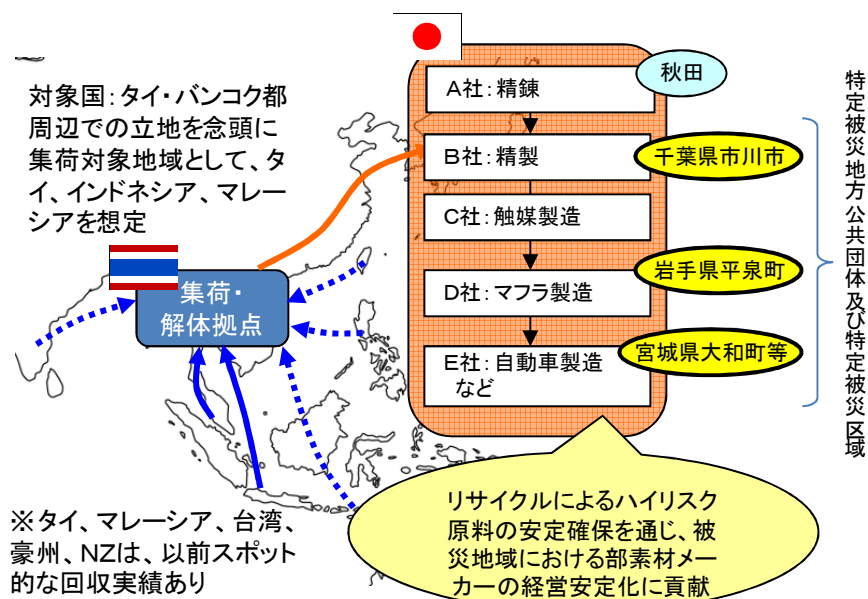 対象国：タイ・バンコク都
周辺での立地を念頭に
集荷対象地域として、タ
イ、インドネシア、マレー
シアを想定
集荷・
解体拠点
※タイ、マレーシア、台湾、
豪州、NZは、以前スポット
的な回収実績あり
A社：精錬
秋田
B社：精製
千葉県市川市
C社：触媒製造
D社：マフラ製造
岩手県平泉町
E社：自動車製造
など
宮城県大和町等
特定被災地方公共団体及び特定被災区域
リサイクルによるハイリスク
原料の安定確保を通じ、被
災地域における部素材メー
カーの経営安定化に貢献